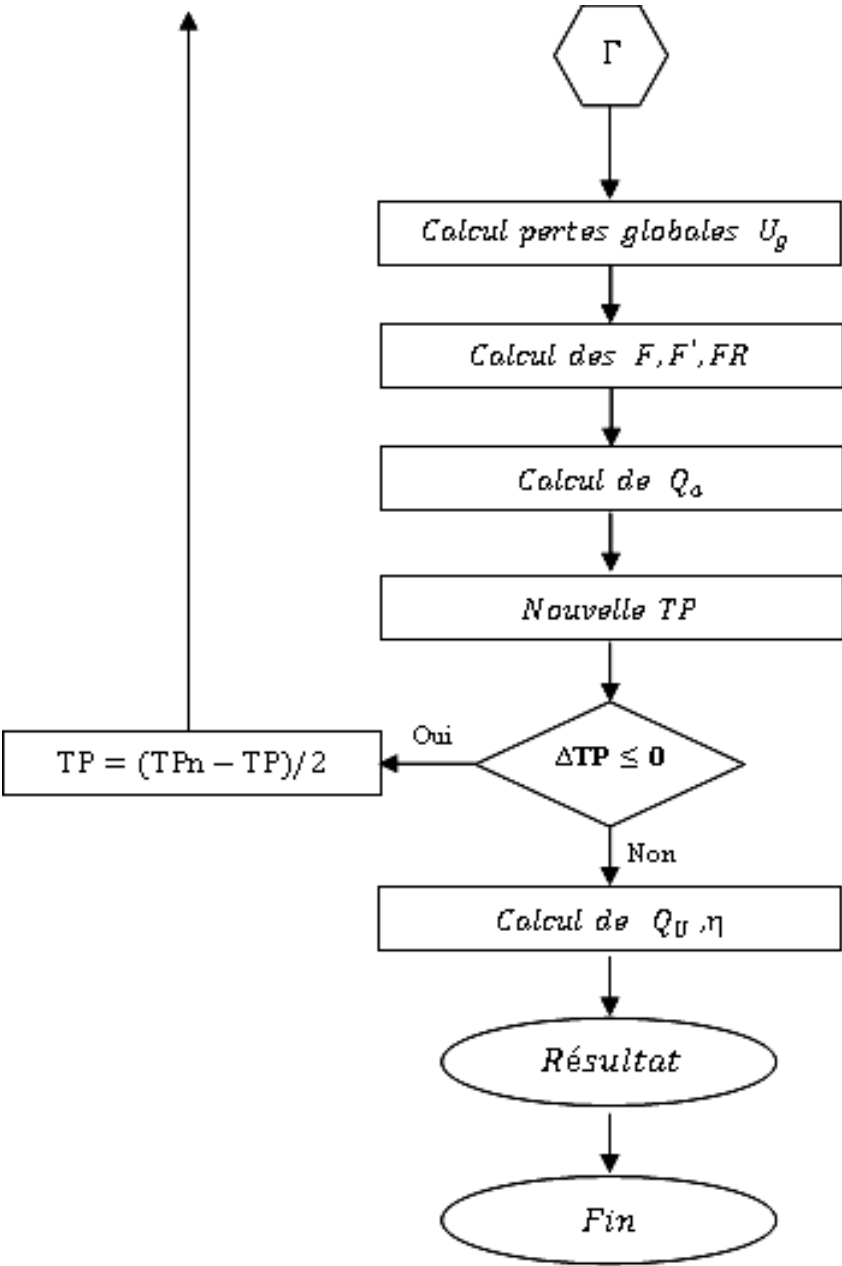 Γ
Calcul pertes globales U_g
Calcul des F,F',FR
Calcul de Q_a
Nouvelle TP
Oui
ΔTP ≤ 0
TP = (TPn − TP)/2
Non
Calcul de Q_U ,η
Résultat
Fin